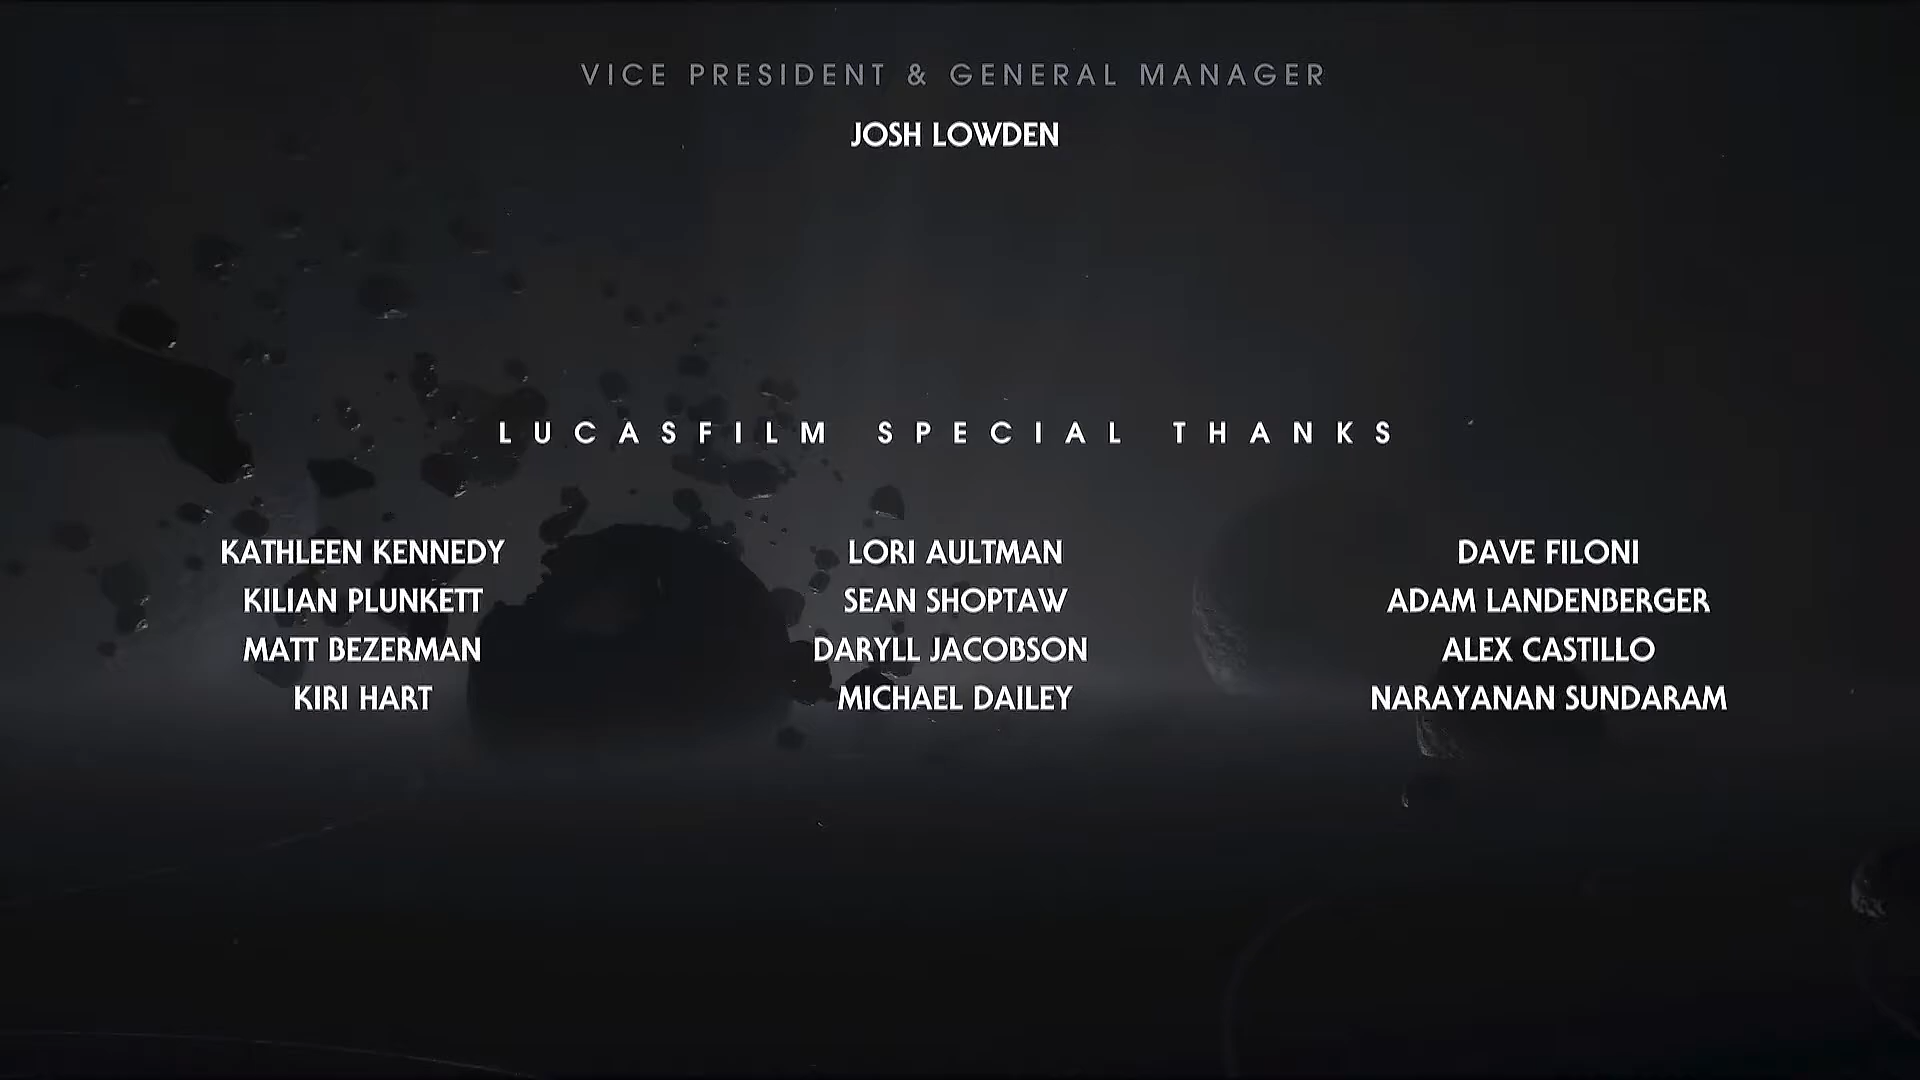 VICE PRESIDENT & GENERAL MANAGER
JOSH LOWDEN
LUCASFILM SPECIAL THANKS
KATHLEEN KENNEDY LORI AULTMAN DAVE FILONI
KILIAN PLUNKETT SEAN SHOPTAW ADAM LANDENBERGER
MATT BEZERMAN DARYLL JACOBSON ALEX CASTILLO
KIRI HART MICHAEL DAILEY NARAYANAN SUNDARAM